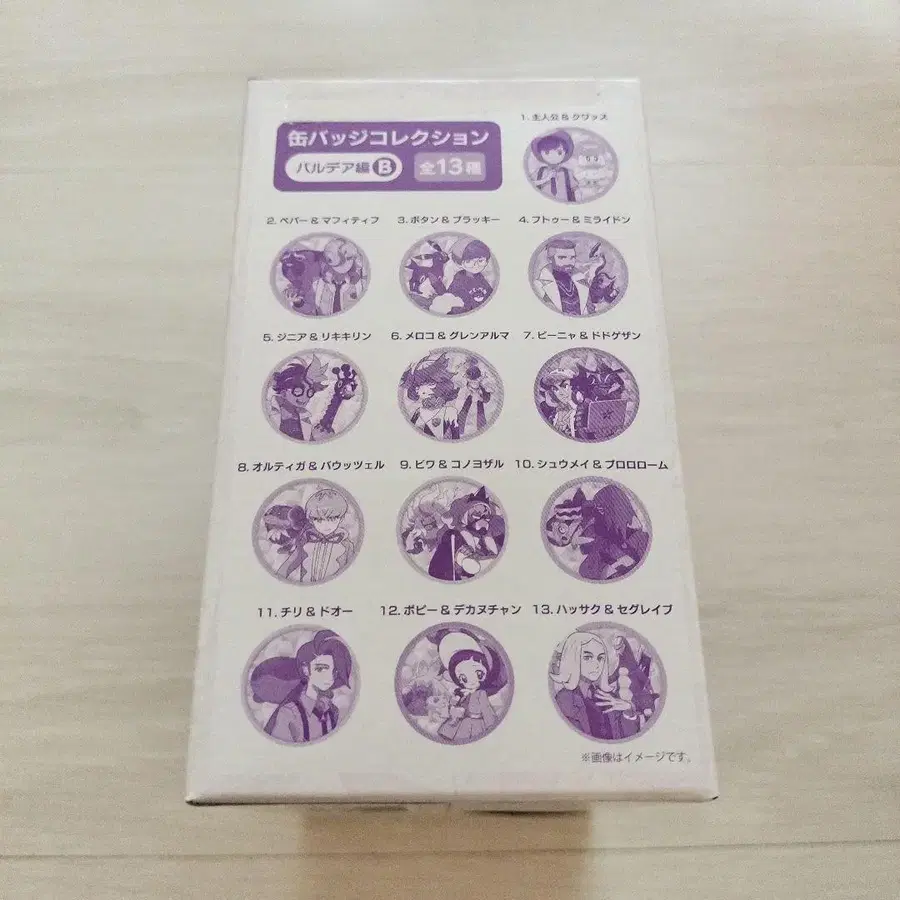 缶バッジコレクション
パルデア編 B 全13種
1. 主人公 & クワッス
2. ペパー & マフィティフ
3. ボタン & ブラッキー
4. フトゥー & ミライドン
5. ジニア & リキキリン
6. メロコ & グレンアルマ
7. ピーニャ & ドドゲザン
8. オルティガ & バウッツェル
9. ビワ & コノヨザル
10. シュウメイ & ブロロローム
11. チリ & ドオー
12. ポピー & デカヌチャン
13. ハッサク & セグレイブ
※画像はイメージです。